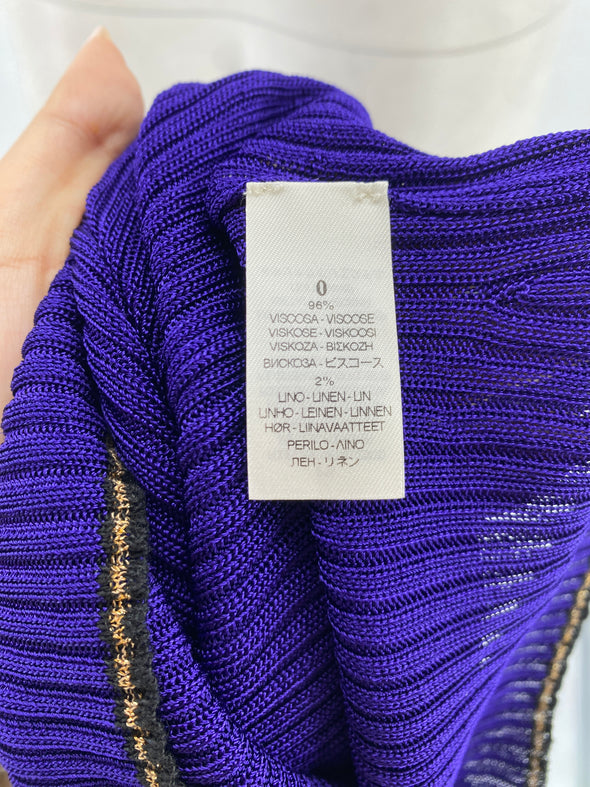 0
96%
VISCOSA - VISCOSE
VISKOSE - VISKOOSI
VISKOZA - ΒΙΣΚΟΖΗ
ВИСКОЗА - ビスコース
2%
LINO - LINEN - LIN
LINHO - LEINEN - LINNEN
HØR - LIINAVAATTEET
PERILO - ΛΙΝΟ
ЛЕН - リネン